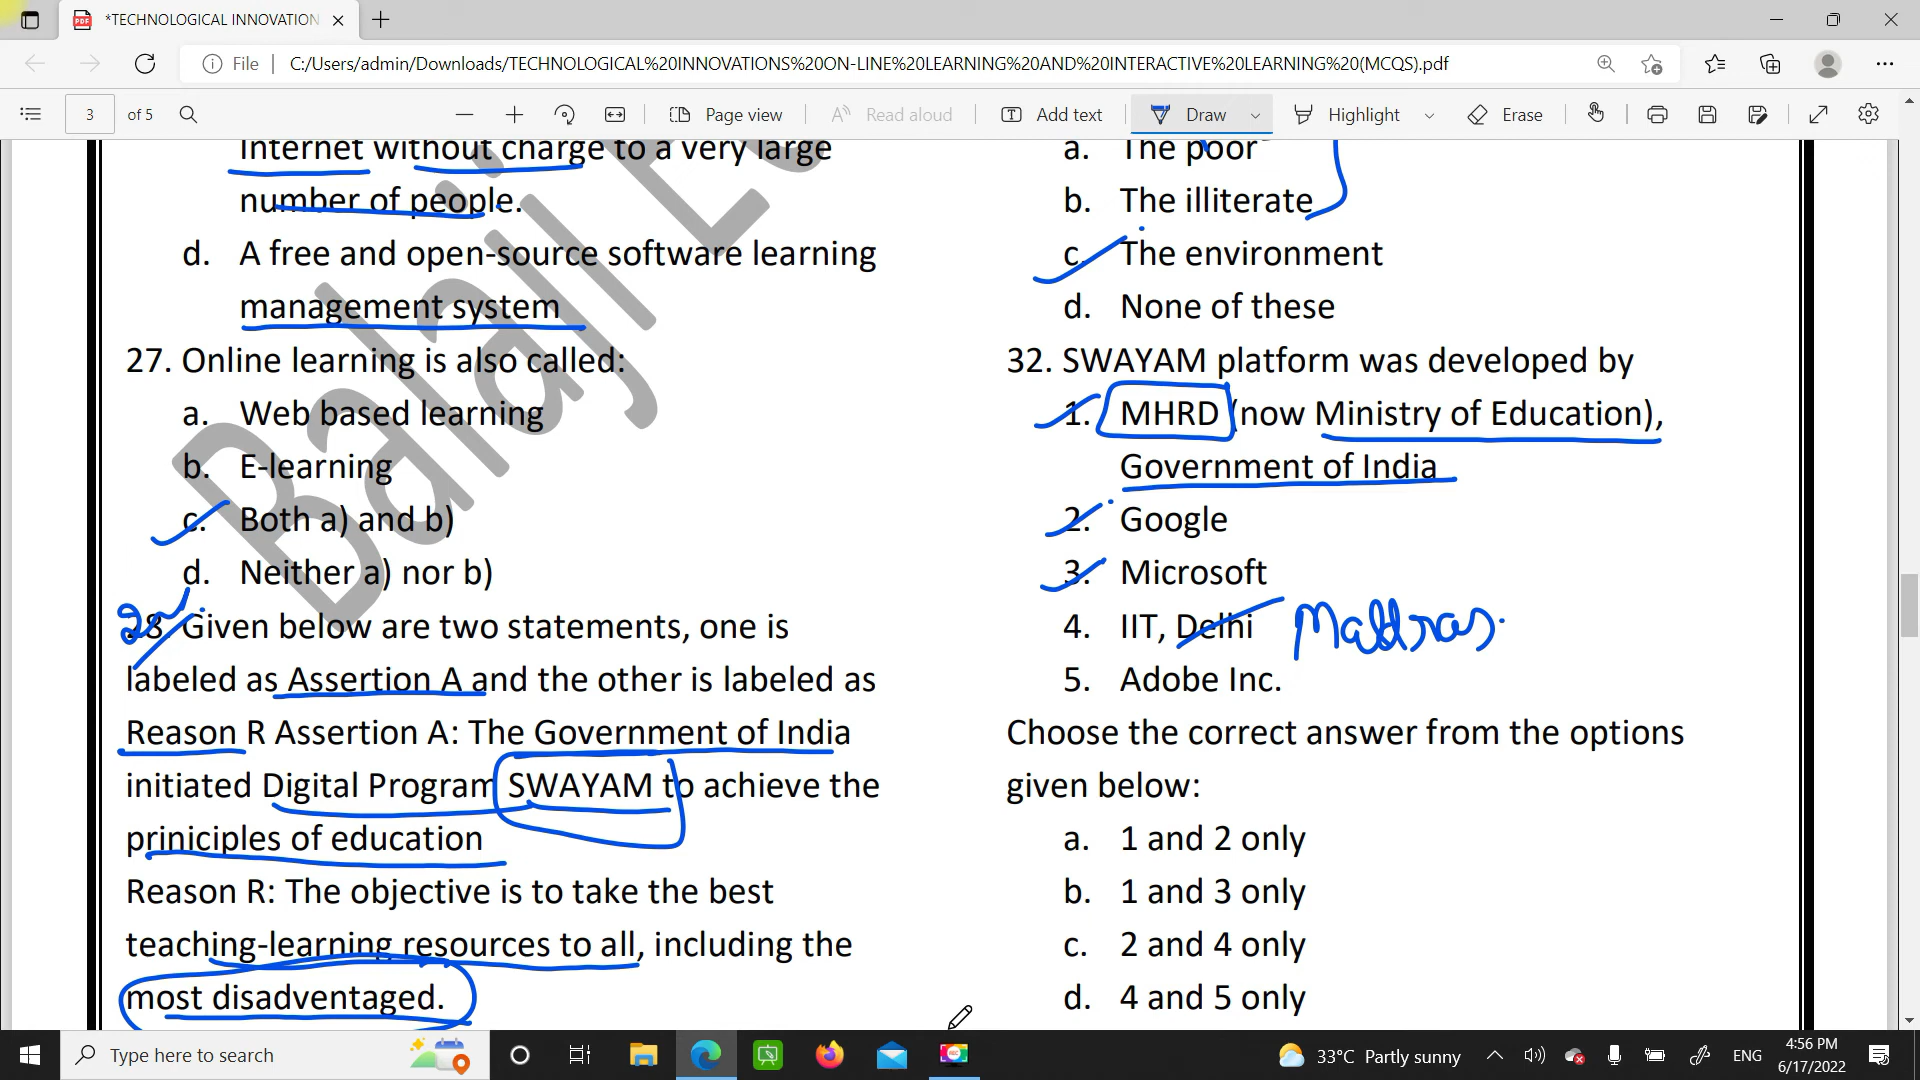 *TECHNOLOGICAL INNOVATION
File
C:/Users/admin/Downloads/TECHNOLOGICAL%20INNOVATIONS%20ON-LINE%20LEARNING%20AND%20INTERACTIVE%20LEARNING%20(MCQS).pdf
3 of 5
Page view
Read aloud
Add text
Draw
Highlight
Erase
Internet without charge to a very large
number of people.
d. A free and open-source software learning
management system
27. Online learning is also called:
a. Web based learning
b. E-learning
c. Both a) and b)
d. Neither a) nor b)
28. Given below are two statements, one is
labeled as Assertion A and the other is labeled as
Reason R Assertion A: The Government of India
initiated Digital Program SWAYAM to achieve the
priniciples of education
Reason R: The objective is to take the best
teaching-learning resources to all, including the
most disadventaged.
a. The poor
b. The illiterate
c. The environment
d. None of these
32. SWAYAM platform was developed by
1. MHRD (now Ministry of Education),
Government of India
2. Google
3. Microsoft
4. IIT, Delhi Madras
5. Adobe Inc.
Choose the correct answer from the options
given below:
a. 1 and 2 only
b. 1 and 3 only
c. 2 and 4 only
d. 4 and 5 only
Balaji
Type here to search
33°C Partly sunny
ENG
4:56 PM
6/17/2022